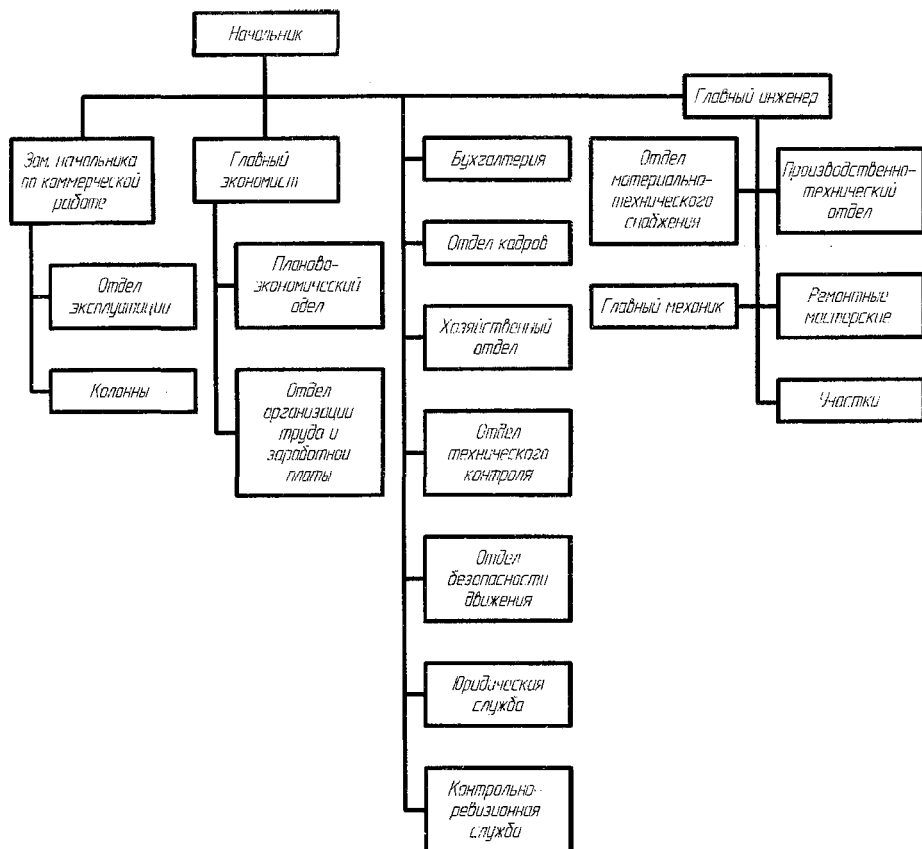 Начальник
Главный инженер
Зам. начальника
по коммерческой
работе
Главный
экономист
Бухгалтерия
Отдел
материально-
технического
снабжения
Производственно-
технический
отдел
Отдел
эксплуатации
Планово-
экономический
одел
Отдел кадров
Главный механик
Ремонтные
мастерские
Хозяйственный
отдел
Колонны
Отдел
организации
труда и
заработной
платы
Участки
Отдел
технического
контроля
Отдел
безопасности
движения
Юридическая
служба
Контрольно-
ревизионная
служба